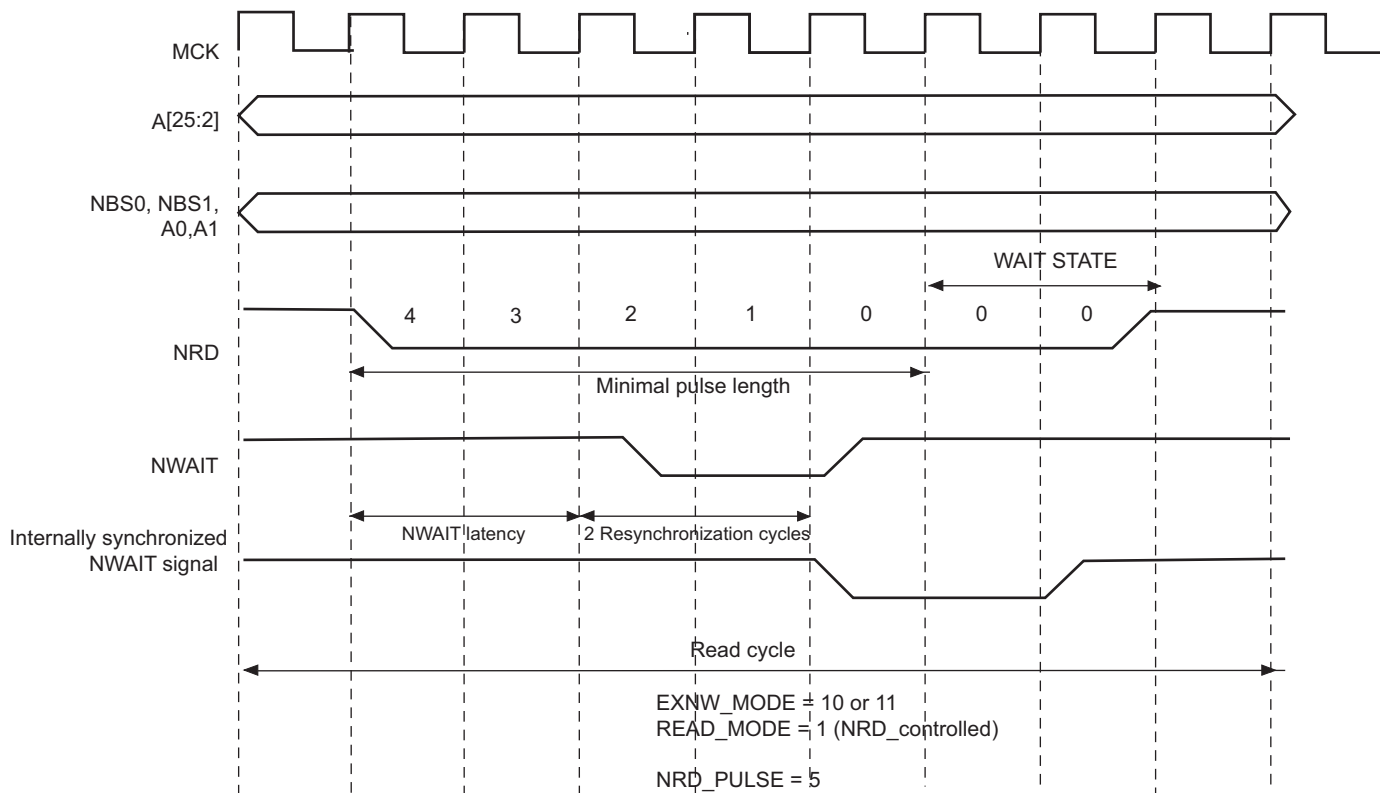 MCK
A[25:2]
NBS0, NBS1,
A0,A1
WAIT STATE
4 3 2 1 0 0 0
NRD
Minimal pulse length
NWAIT
NWAIT latency
2 Resynchronization cycles
Internally synchronized
NWAIT signal
Read cycle
EXNW_MODE = 10 or 11
READ_MODE = 1 (NRD_controlled)
NRD_PULSE = 5